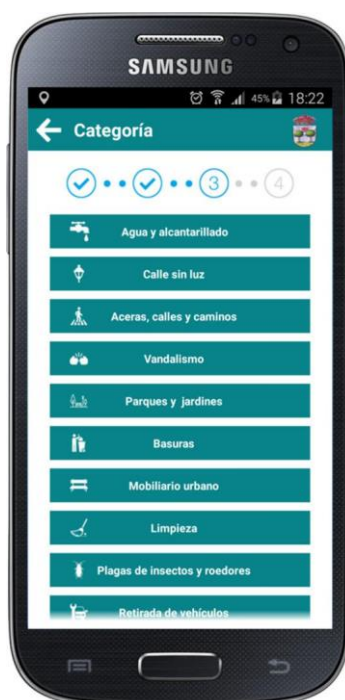 SAMSUNG
45% 18:22
Categoría
3 4
Agua y alcantarillado
Calle sin luz
Aceras, calles y caminos
Vandalismo
Parques y jardines
Basuras
Mobiliario urbano
Limpieza
Plagas de insectos y roedores
Retirada de vehículos